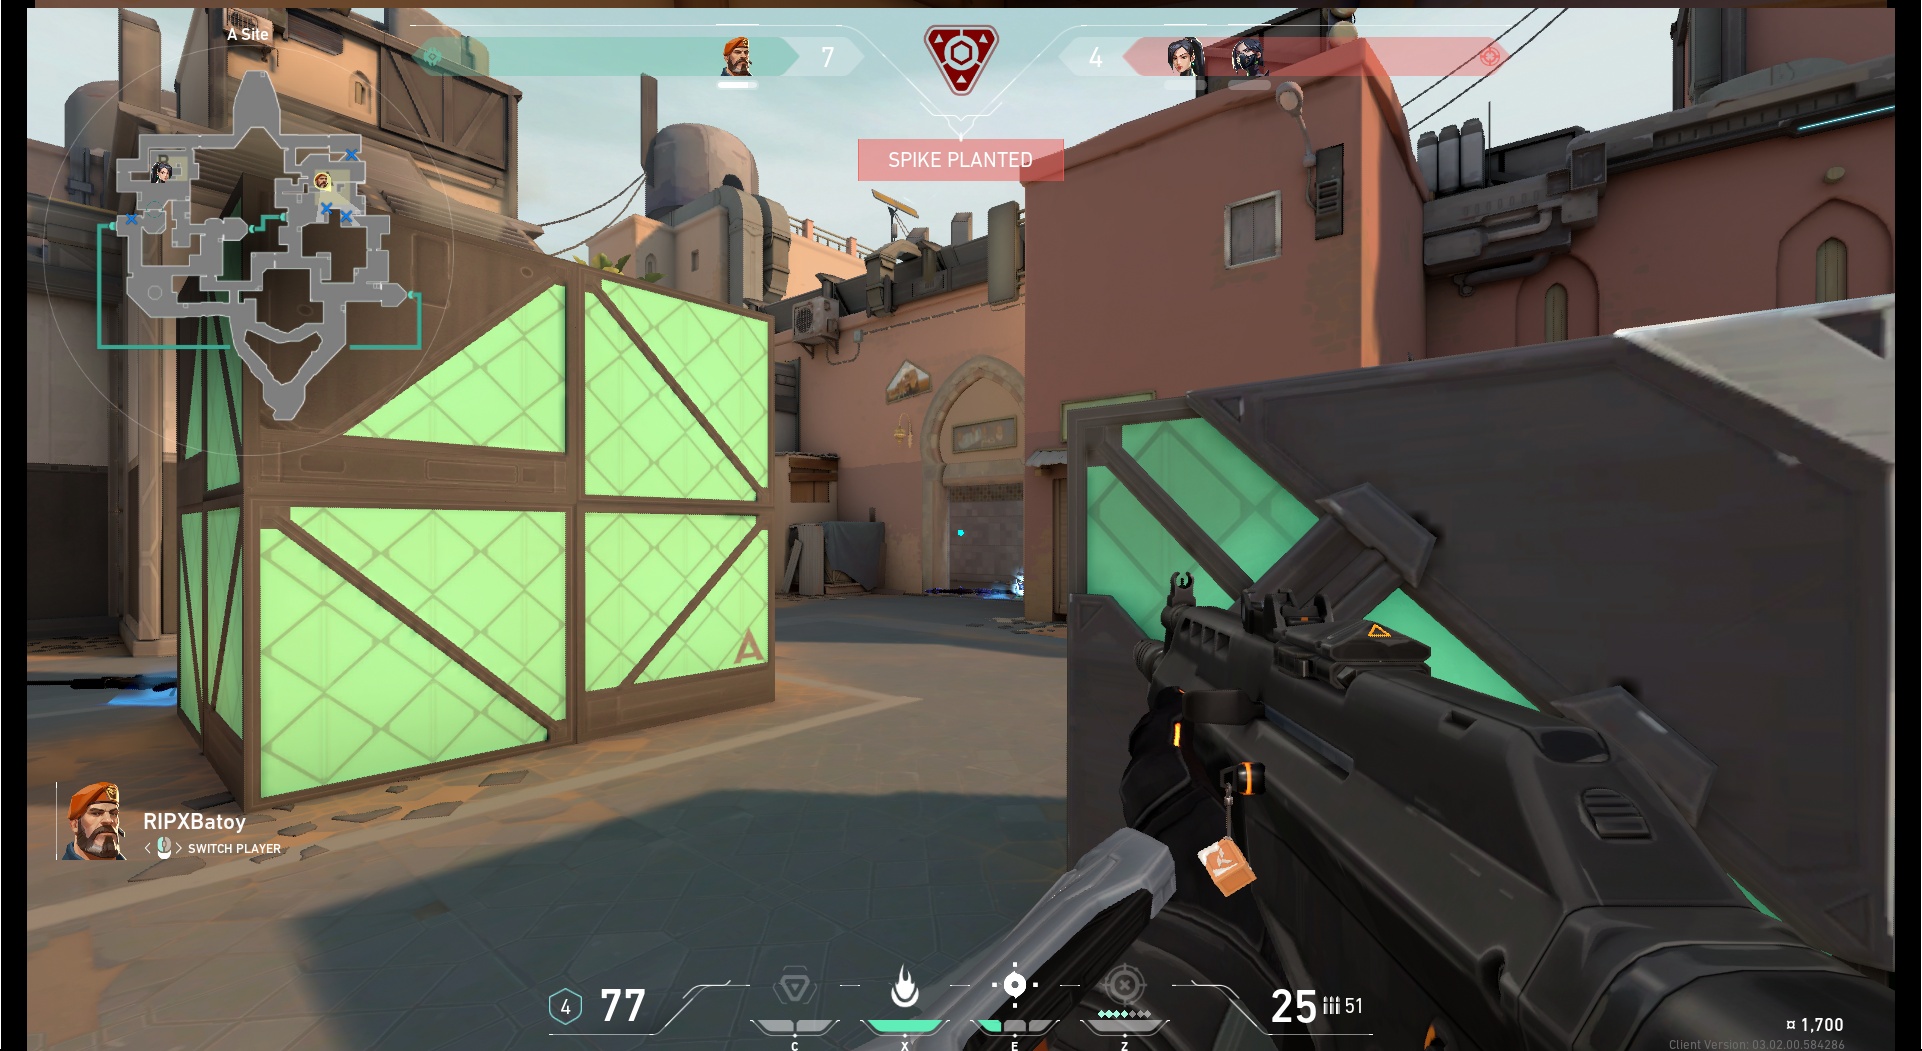 A Site
7
4
SPIKE PLANTED
A
RIPXBatoy
< > SWITCH PLAYER
4 77
25 51
C X E Z
¤ 1,700
Client Version: 03.02.00.584286